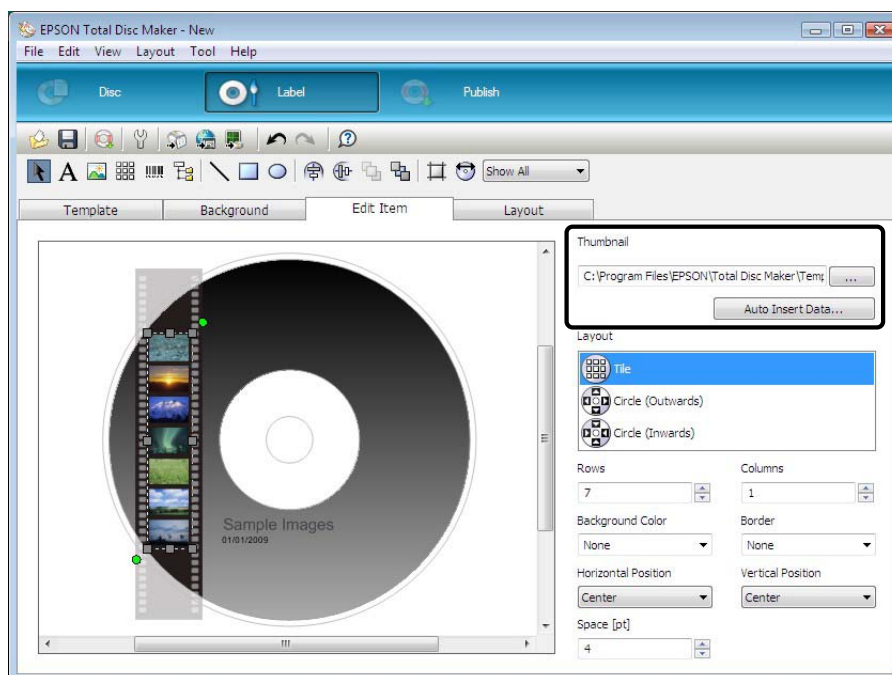 EPSON Total Disc Maker - New
File Edit View Layout Tool Help
Disc Label Publish
A Show All
Template Background Edit Item Layout
Thumbnail
C:\Program Files\EPSON\Total Disc Maker\Temp ...
Auto Insert Data...
Layout
Tile
Circle (Outwards)
Circle (Inwards)
Rows Columns
7 1
Background Color Border
None None
Horizontal Position Vertical Position
Center Center
Space [pt]
4
Sample Images
01/01/2009